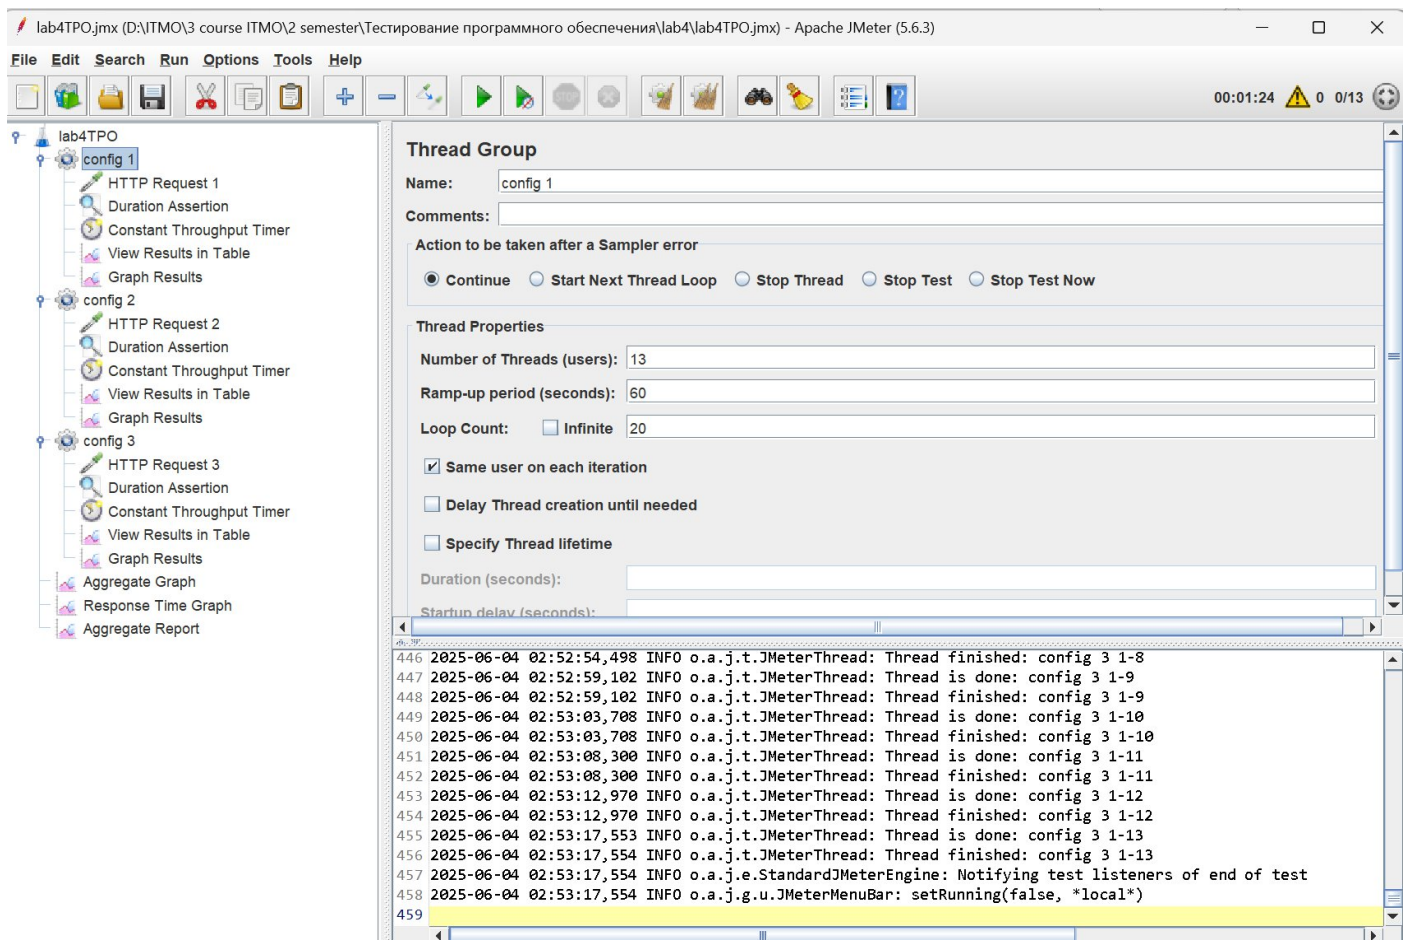 lab4TPO.jmx (D:\ITMO\3 course ITMO\2 semester\Тестирование программного обеспечения\lab4\lab4TPO.jmx) - Apache JMeter (5.6.3)
File Edit Search Run Options Tools Help
STOP
00:01:24 0 0/13
lab4TPO
config 1
HTTP Request 1
Duration Assertion
Constant Throughput Timer
View Results in Table
Graph Results
config 2
HTTP Request 2
Duration Assertion
Constant Throughput Timer
View Results in Table
Graph Results
config 3
HTTP Request 3
Duration Assertion
Constant Throughput Timer
View Results in Table
Graph Results
Aggregate Graph
Response Time Graph
Aggregate Report
Thread Group
Name: config 1
Comments:
Action to be taken after a Sampler error
Continue Start Next Thread Loop Stop Thread Stop Test Stop Test Now
Thread Properties
Number of Threads (users): 13
Ramp-up period (seconds): 60
Loop Count: Infinite 20
Same user on each iteration
Delay Thread creation until needed
Specify Thread lifetime
Duration (seconds):
Startup delay (seconds):
446 2025-06-04 02:52:54,498 INFO o.a.j.t.JMeterThread: Thread finished: config 3 1-8
447 2025-06-04 02:52:59,102 INFO o.a.j.t.JMeterThread: Thread is done: config 3 1-9
448 2025-06-04 02:52:59,102 INFO o.a.j.t.JMeterThread: Thread finished: config 3 1-9
449 2025-06-04 02:53:03,708 INFO o.a.j.t.JMeterThread: Thread is done: config 3 1-10
450 2025-06-04 02:53:03,708 INFO o.a.j.t.JMeterThread: Thread finished: config 3 1-10
451 2025-06-04 02:53:08,300 INFO o.a.j.t.JMeterThread: Thread is done: config 3 1-11
452 2025-06-04 02:53:08,300 INFO o.a.j.t.JMeterThread: Thread finished: config 3 1-11
453 2025-06-04 02:53:12,970 INFO o.a.j.t.JMeterThread: Thread is done: config 3 1-12
454 2025-06-04 02:53:12,970 INFO o.a.j.t.JMeterThread: Thread finished: config 3 1-12
455 2025-06-04 02:53:17,553 INFO o.a.j.t.JMeterThread: Thread is done: config 3 1-13
456 2025-06-04 02:53:17,554 INFO o.a.j.t.JMeterThread: Thread finished: config 3 1-13
457 2025-06-04 02:53:17,554 INFO o.a.j.e.StandardJMeterEngine: Notifying test listeners of end of test
458 2025-06-04 02:53:17,554 INFO o.a.j.g.u.JMeterMenuBar: setRunning(false, *local*)
459